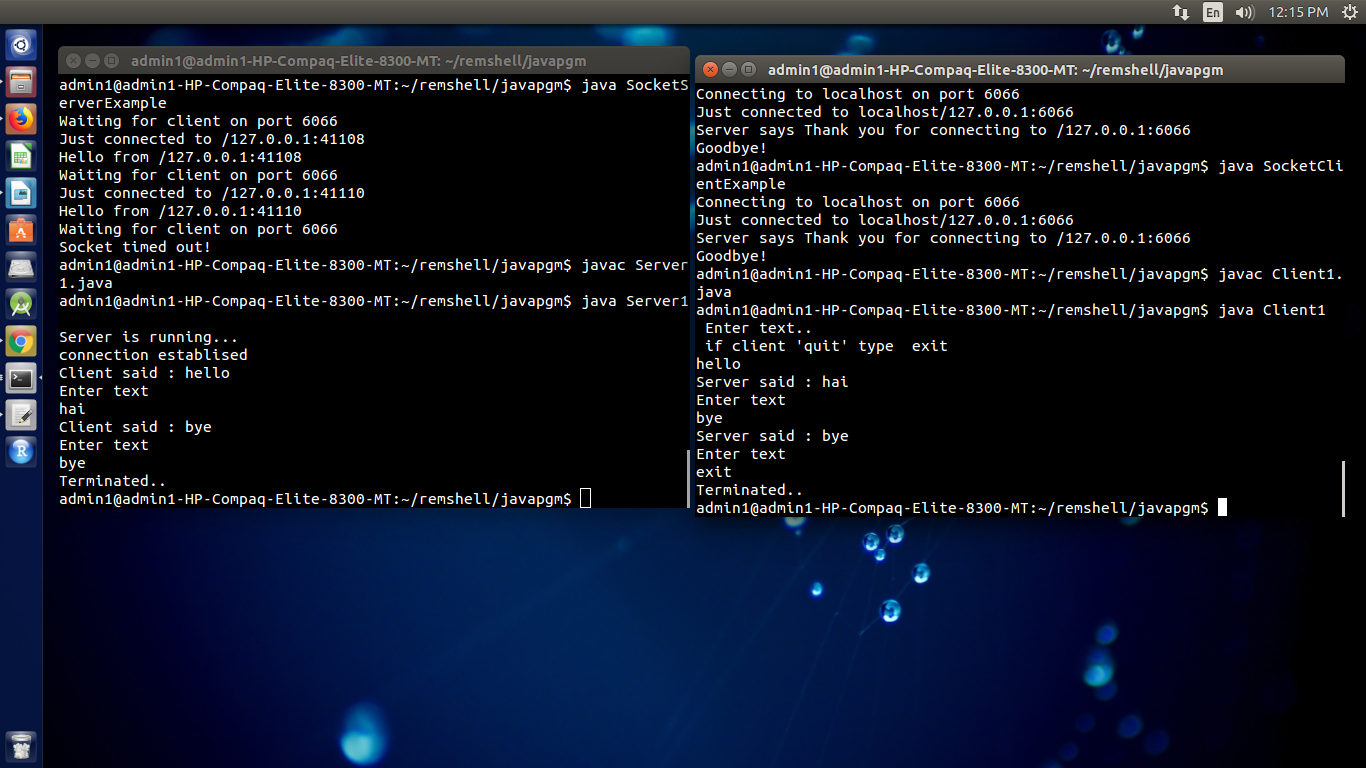 En
12:15 PM
admin1@admin1-HP-Compaq-Elite-8300-MT: ~/remshell/javapgm
admin1@admin1-HP-Compaq-Elite-8300-MT:~/remshell/javapgm$ java SocketS
erverExample
Waiting for client on port 6066
Just connected to /127.0.0.1:41108
Hello from /127.0.0.1:41108
Waiting for client on port 6066
Just connected to /127.0.0.1:41110
Hello from /127.0.0.1:41110
Waiting for client on port 6066
Socket timed out!
admin1@admin1-HP-Compaq-Elite-8300-MT:~/remshell/javapgm$ javac Server
1.java
admin1@admin1-HP-Compaq-Elite-8300-MT:~/remshell/javapgm$ java Server1
Server is running...
connection establised
Client said : hello
Enter text
hai
Client said : bye
Enter text
bye
Terminated..
admin1@admin1-HP-Compaq-Elite-8300-MT:~/remshell/javapgm$
admin1@admin1-HP-Compaq-Elite-8300-MT: ~/remshell/javapgm
Connecting to localhost on port 6066
Just connected to localhost/127.0.0.1:6066
Server says Thank you for connecting to /127.0.0.1:6066
Goodbye!
admin1@admin1-HP-Compaq-Elite-8300-MT:~/remshell/javapgm$ java SocketCli
entExample
Connecting to localhost on port 6066
Just connected to localhost/127.0.0.1:6066
Server says Thank you for connecting to /127.0.0.1:6066
Goodbye!
admin1@admin1-HP-Compaq-Elite-8300-MT:~/remshell/javapgm$ javac Client1.
java
admin1@admin1-HP-Compaq-Elite-8300-MT:~/remshell/javapgm$ java Client1
 Enter text..
 if client 'quit' type  exit
hello
Server said : hai
Enter text
bye
Server said : bye
Enter text
exit
Terminated..
admin1@admin1-HP-Compaq-Elite-8300-MT:~/remshell/javapgm$
R